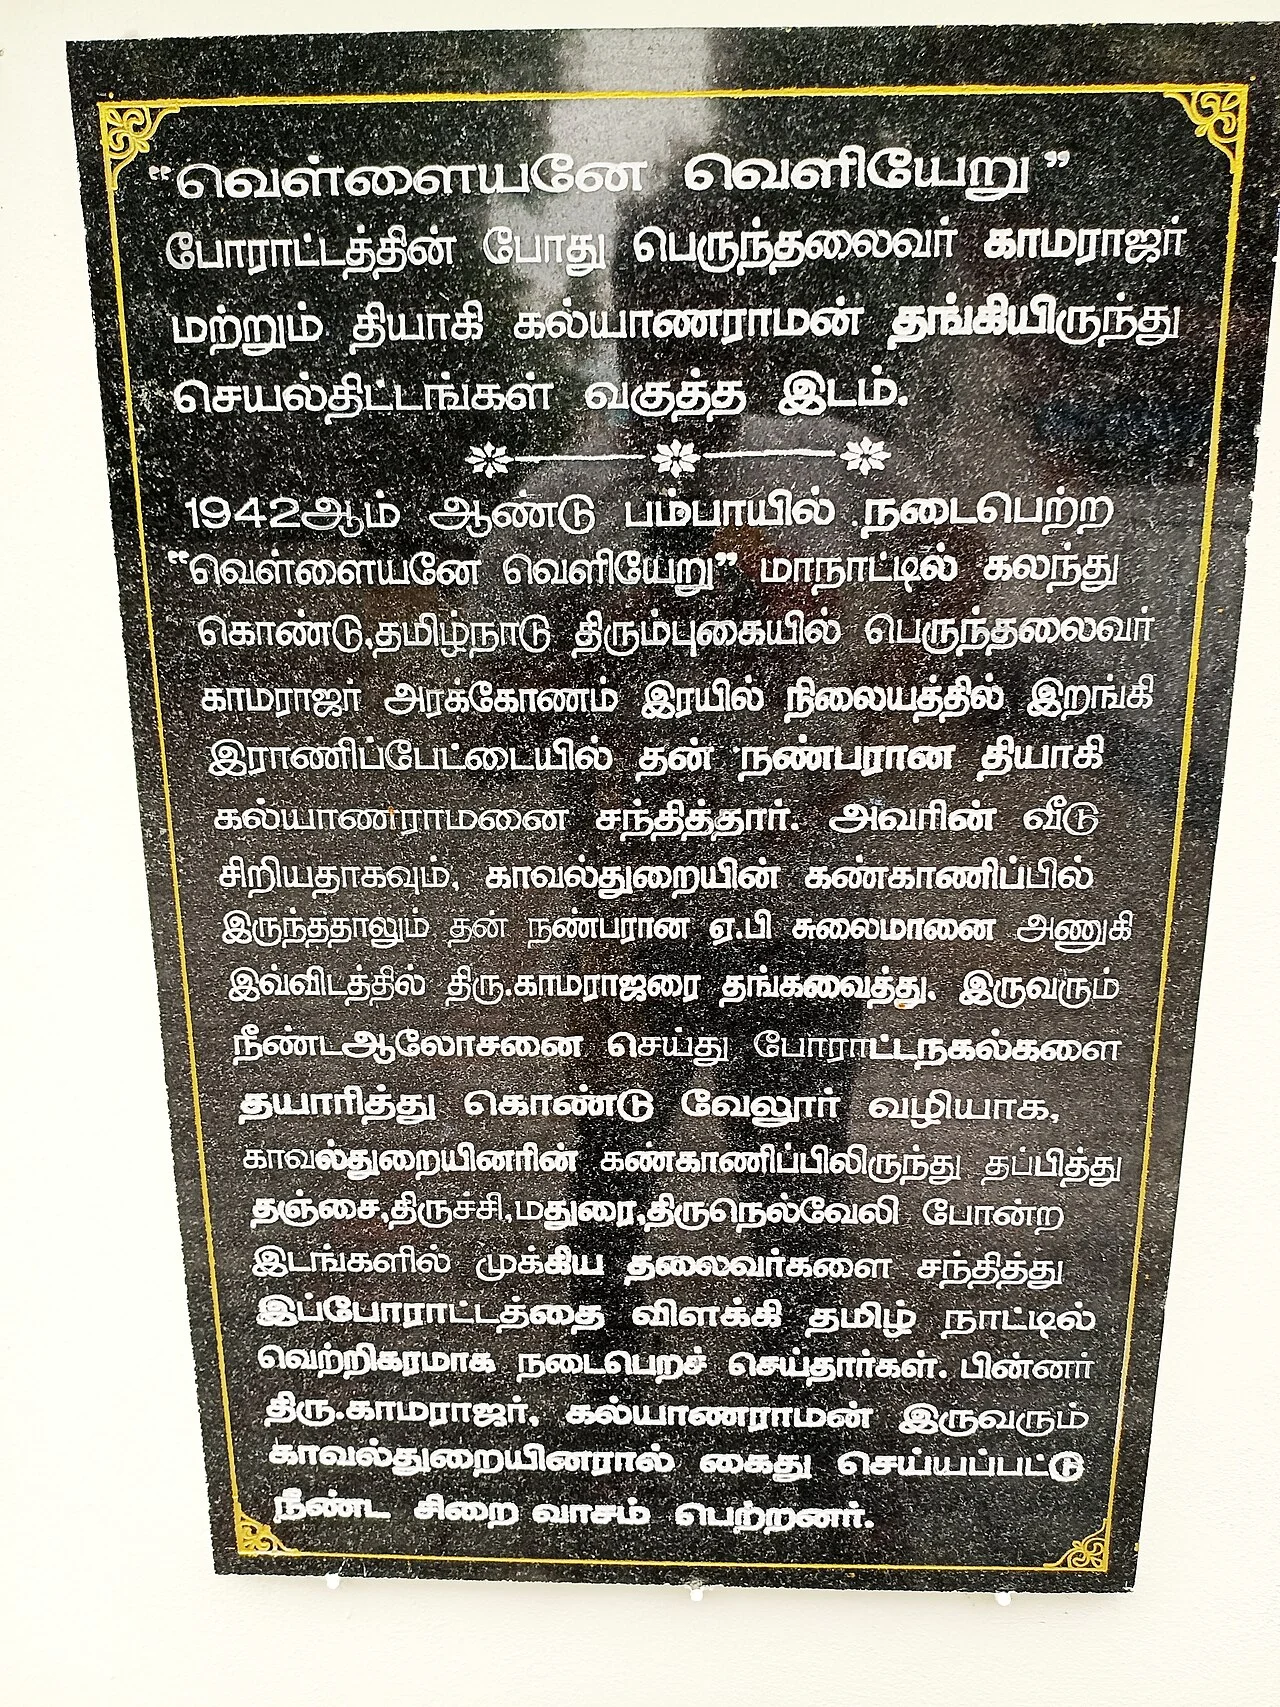 “வெள்ளையனே வெளியேறு”
போராட்டத்தின் போது பெருந்தலைவர் காமராஜர்
மற்றும் தியாகி கல்யாணராமன் தங்கியிருந்து
செயல்திட்டங்கள் வகுத்த இடம்.
1942ஆம் ஆண்டு பம்பாயில் நடைபெற்ற
“வெள்ளையனே வெளியேறு” மாநாட்டில் கலந்து
கொண்டு,தமிழ்நாடு திரும்புகையில் பெருந்தலைவர்
காமராஜர் அரக்கோணம் இரயில் நிலையத்தில் இறங்கி
இராணிப்பேட்டையில் தன் நண்பரான தியாகி
கல்யாணராமனை சந்தித்தார். அவரின் வீடு
சிறியதாகவும், காவல்துறையின் கண்காணிப்பில்
இருந்ததாலும் தன் நண்பரான ஏ.பி சுலைமானை அணுகி
இவ்விடத்தில் திரு.காமராஜரை தங்கவைத்து, இருவரும்
நீண்டஆலோசனை செய்து போராட்டநகல்களை
தயாரித்து கொண்டு வேலூர் வழியாக,
காவல்துறையினரின் கண்காணிப்பிலிருந்து தப்பித்து
தஞ்சை,திருச்சி,மதுரை,திருநெல்வேலி போன்ற
இடங்களில் முக்கிய தலைவர்களை சந்தித்து
இப்போராட்டத்தை விளக்கி தமிழ் நாட்டில்
வெற்றிகரமாக நடைபெறச் செய்தார்கள். பின்னர்
திரு.காமராஜர், கல்யாணராமன் இருவரும்
காவல்துறையினரால் கைது செய்யப்பட்டு
நீண்ட சிறை வாசம் பெற்றனர்.